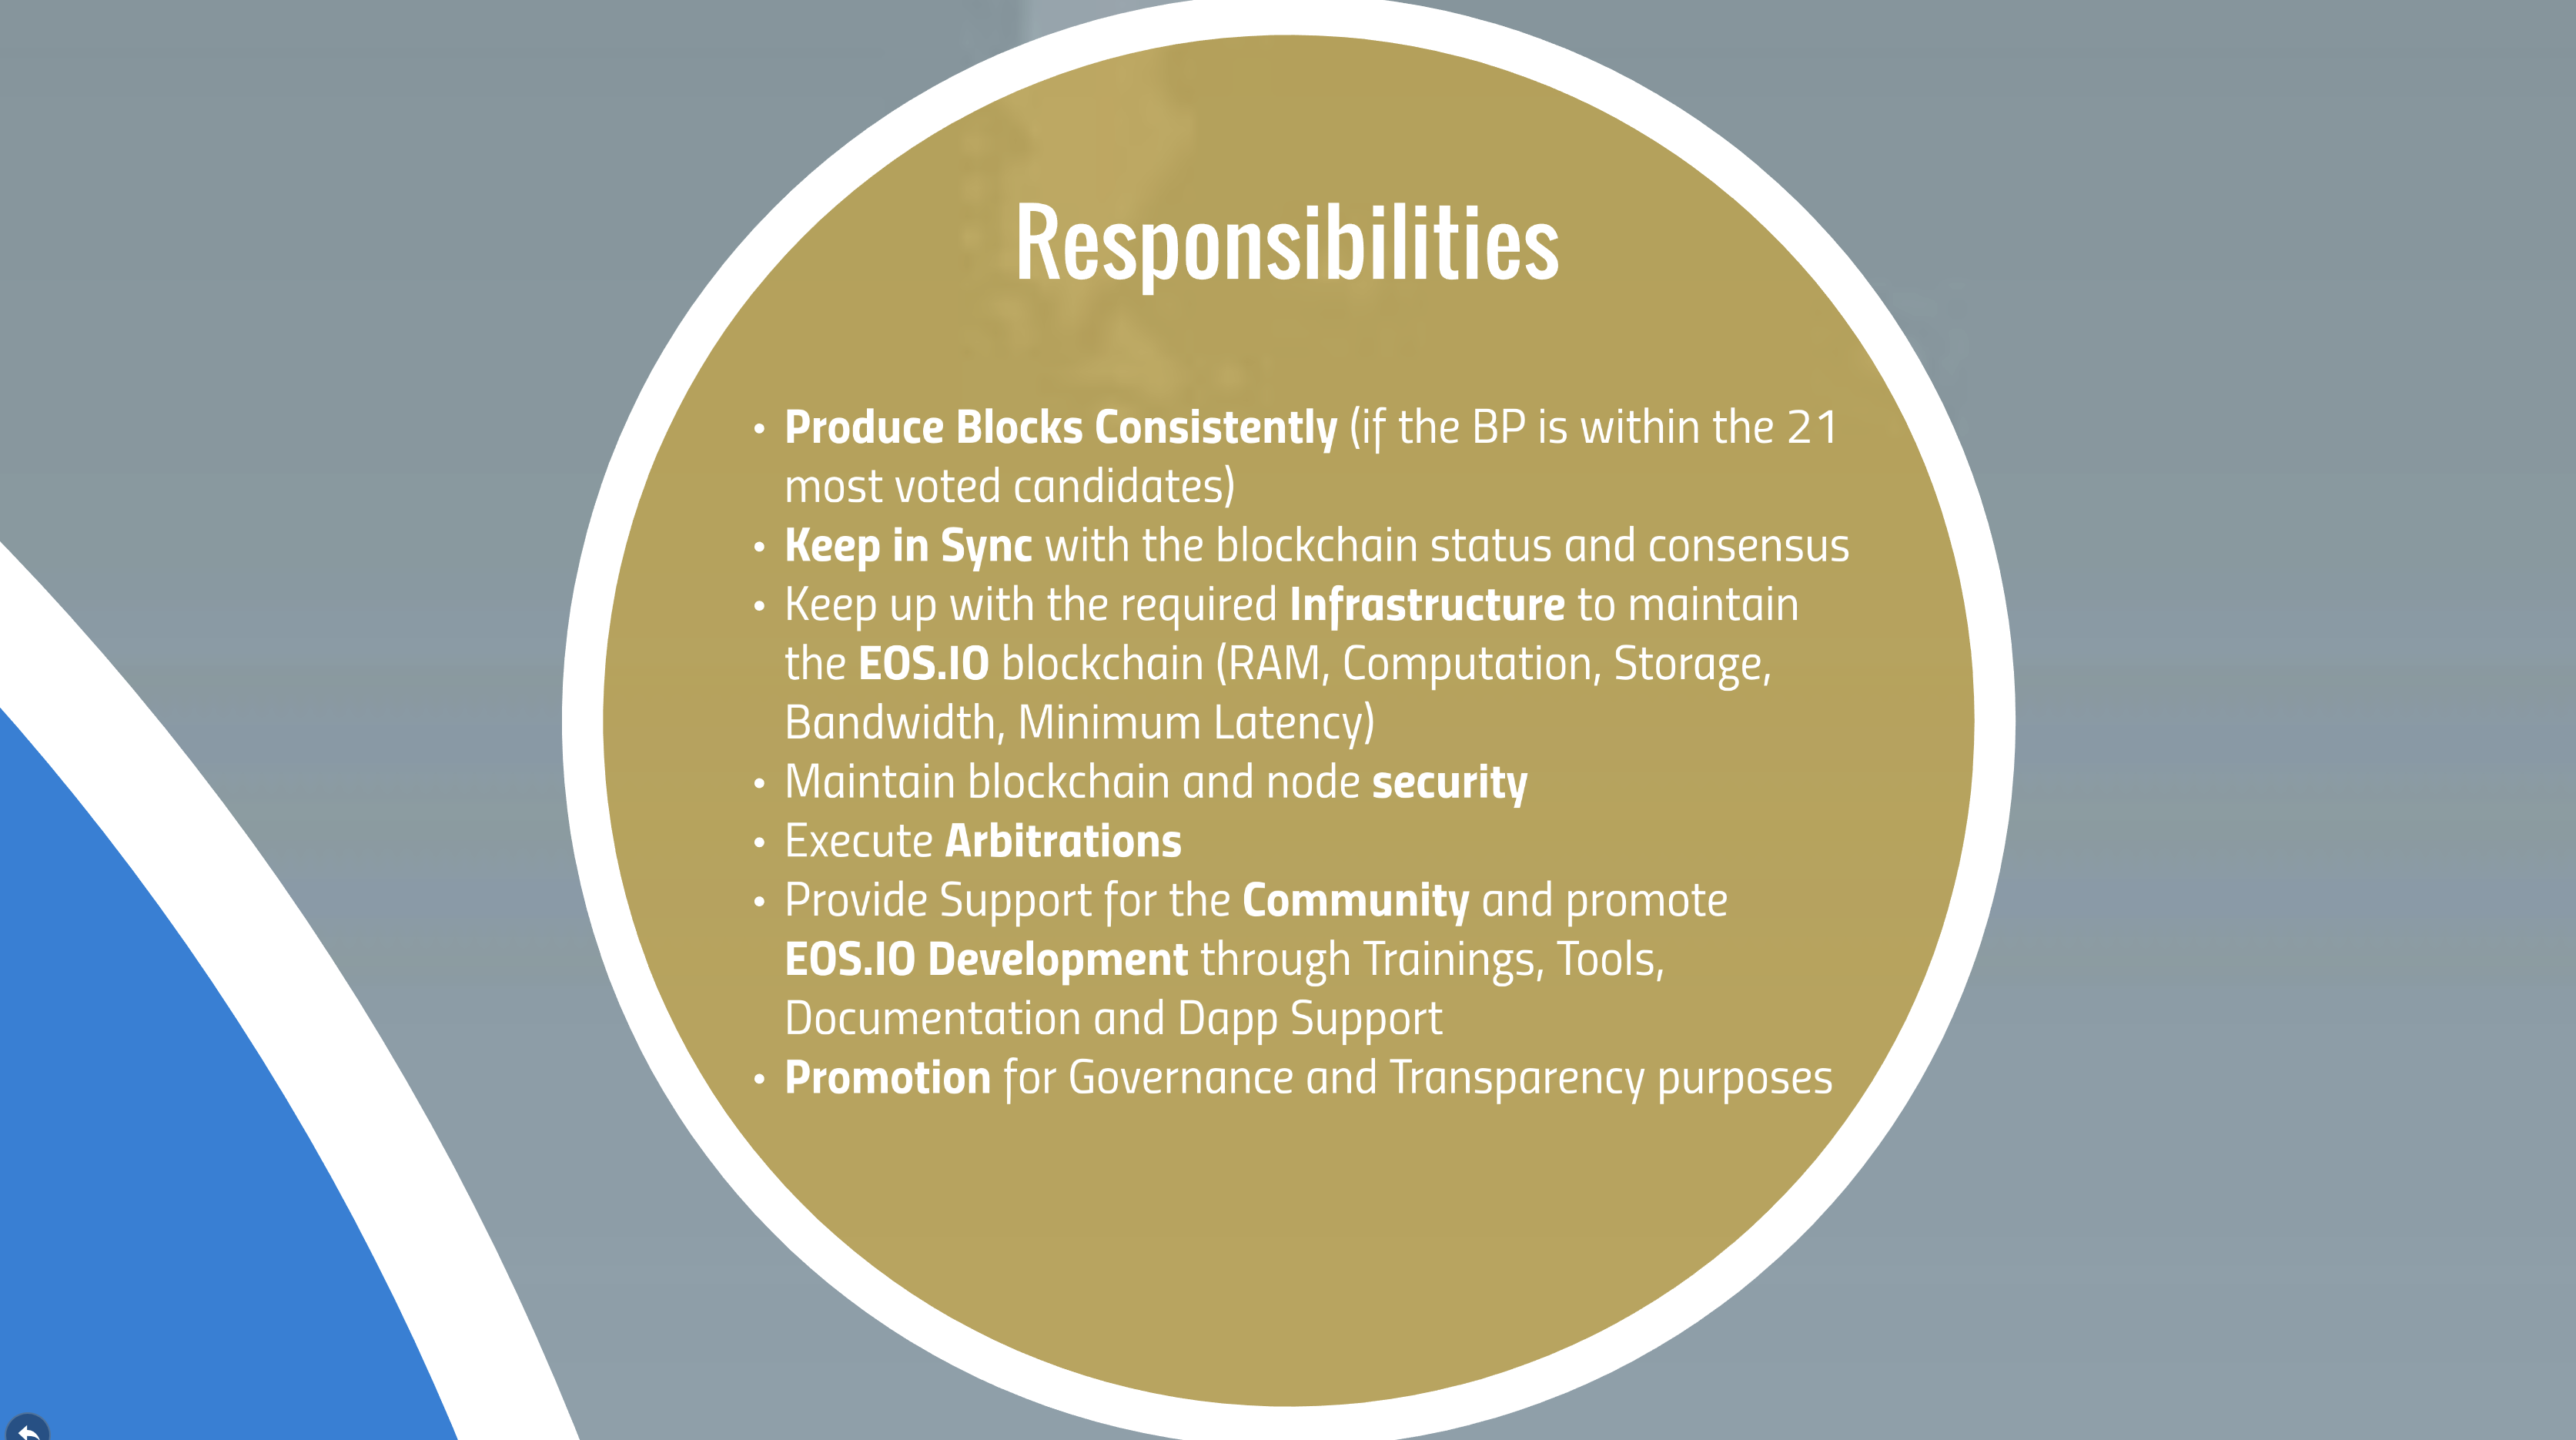 Responsibilities
• Produce Blocks Consistently (if the BP is within the 21
most voted candidates)
• Keep in Sync with the blockchain status and consensus
• Keep up with the required Infrastructure to maintain
the EOS.IO blockchain (RAM, Computation, Storage,
Bandwidth, Minimum Latency)
• Maintain blockchain and node security
• Execute Arbitrations
• Provide Support for the Community and promote
EOS.IO Development through Trainings, Tools,
Documentation and Dapp Support
• Promotion for Governance and Transparency purposes